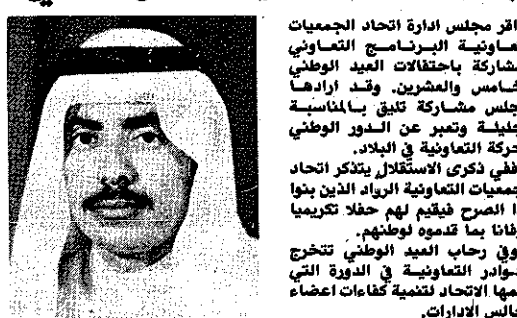 اقر مجلس ادارة اتحاد الجمعيات
عاونية البرنامج التعاوني
مشاركة باحتفالات العيد الوطني
خامس والعشرين. وقد ارادها
جلس مشاركة تليق بالمناسبة
جليلة وتعبر عن الدور الوطني
حركة التعاونية في البلاد.
ففي ذكرى الاستقلال يتذكر اتحاد
جمعيات التعاونية الرواد الذين بنوا
ا الصرح فيقيم لهم حفلا تكريميا
رفانا بما قدموه لوطنهم.
وفي رحاب العيد الوطني تتخرج
وادر التعاونية في الدورة التي
مها الاتحاد لتنمية كفاءات اعضاء
جالس الادارات.